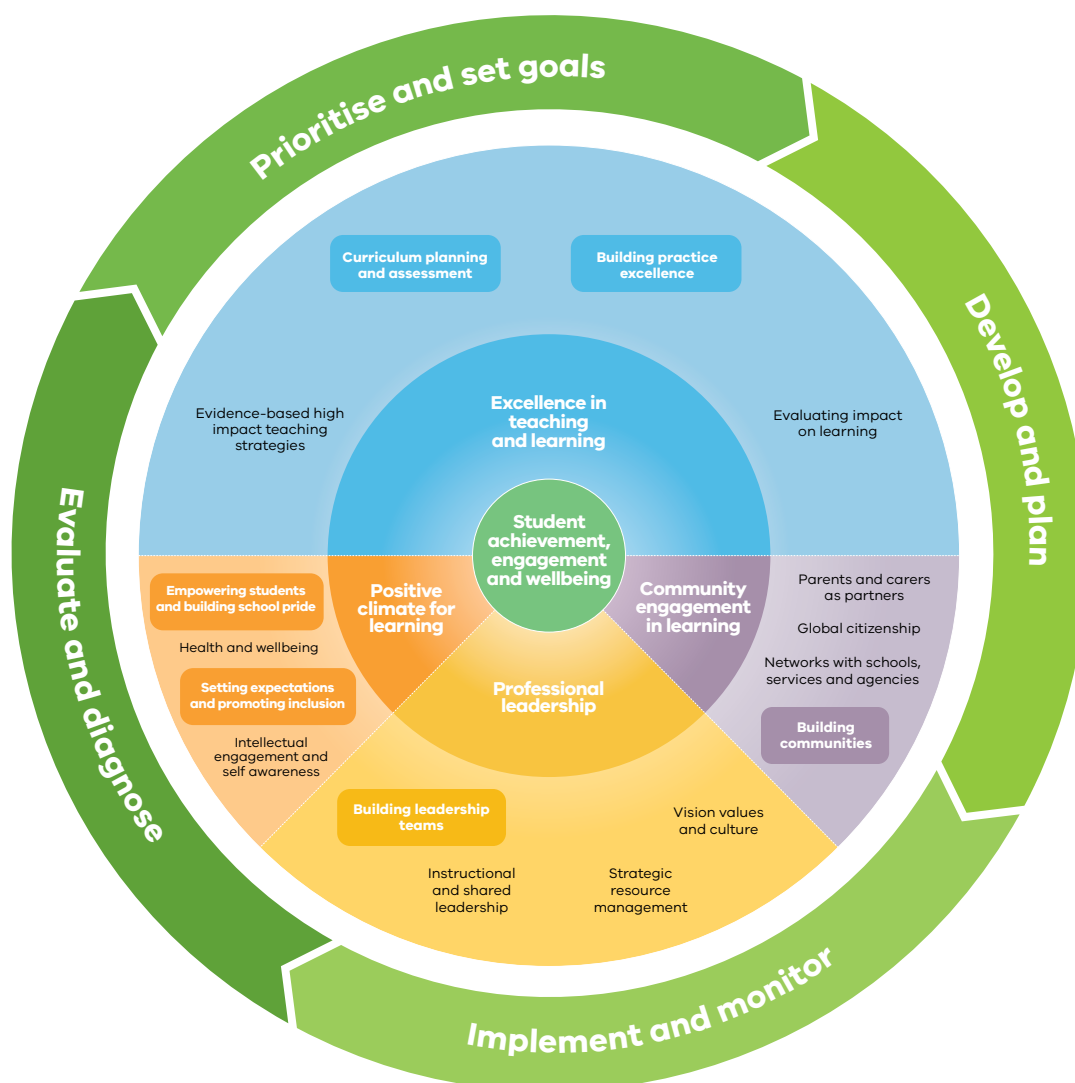 Prioritise and set goals
Develop and plan
Implement and monitor
Evaluate and diagnose
Curriculum planning
and assessment
Building practice
excellence
Evidence-based high
impact teaching
strategies
Evaluating impact
on learning
Excellence in
teaching
and learning
Student
achievement,
engagement
and wellbeing
Positive
climate for
learning
Community
engagement
in learning
Professional
leadership
Empowering students
and building school pride
Health and wellbeing
Setting expectations
and promoting inclusion
Intellectual
engagement and
self awareness
Parents and carers
as partners
Global citizenship
Networks with schools,
services and agencies
Building
communities
Building leadership
teams
Instructional
and shared
leadership
Strategic
resource
management
Vision values
and culture